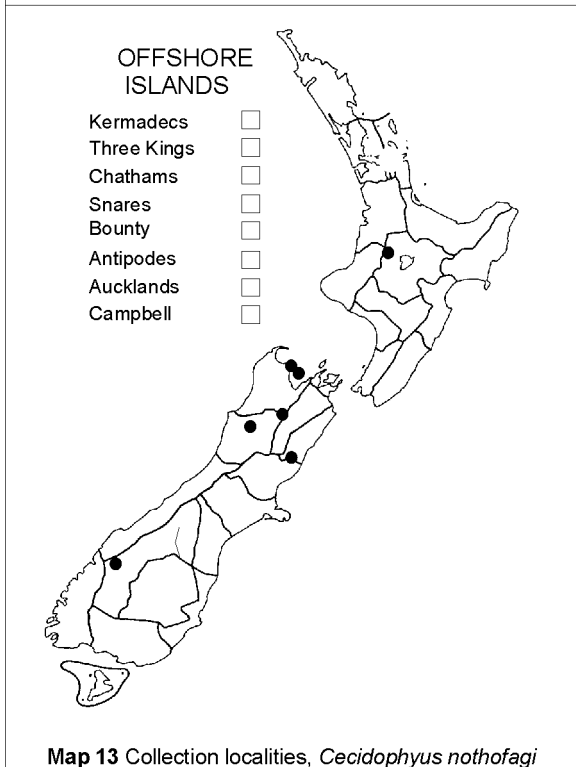 OFFSHORE
ISLANDS
Kermadecs
Three Kings
Chathams
Snares
Bounty
Antipodes
Aucklands
Campbell
Map 13 Collection localities, Cecidophyus nothofagi